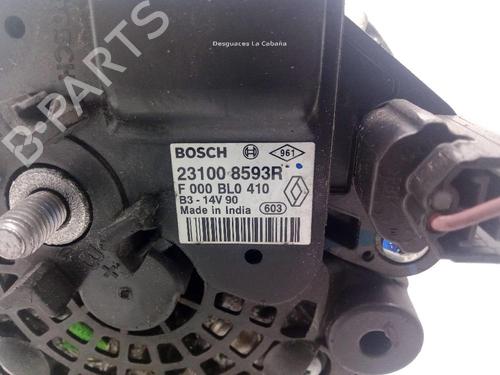 Desguaces La Cabaña
B-PARTS
BOSCH
961
23100 8593R
F 000 BL0 410
B3 - 14V 90
Made in India
603